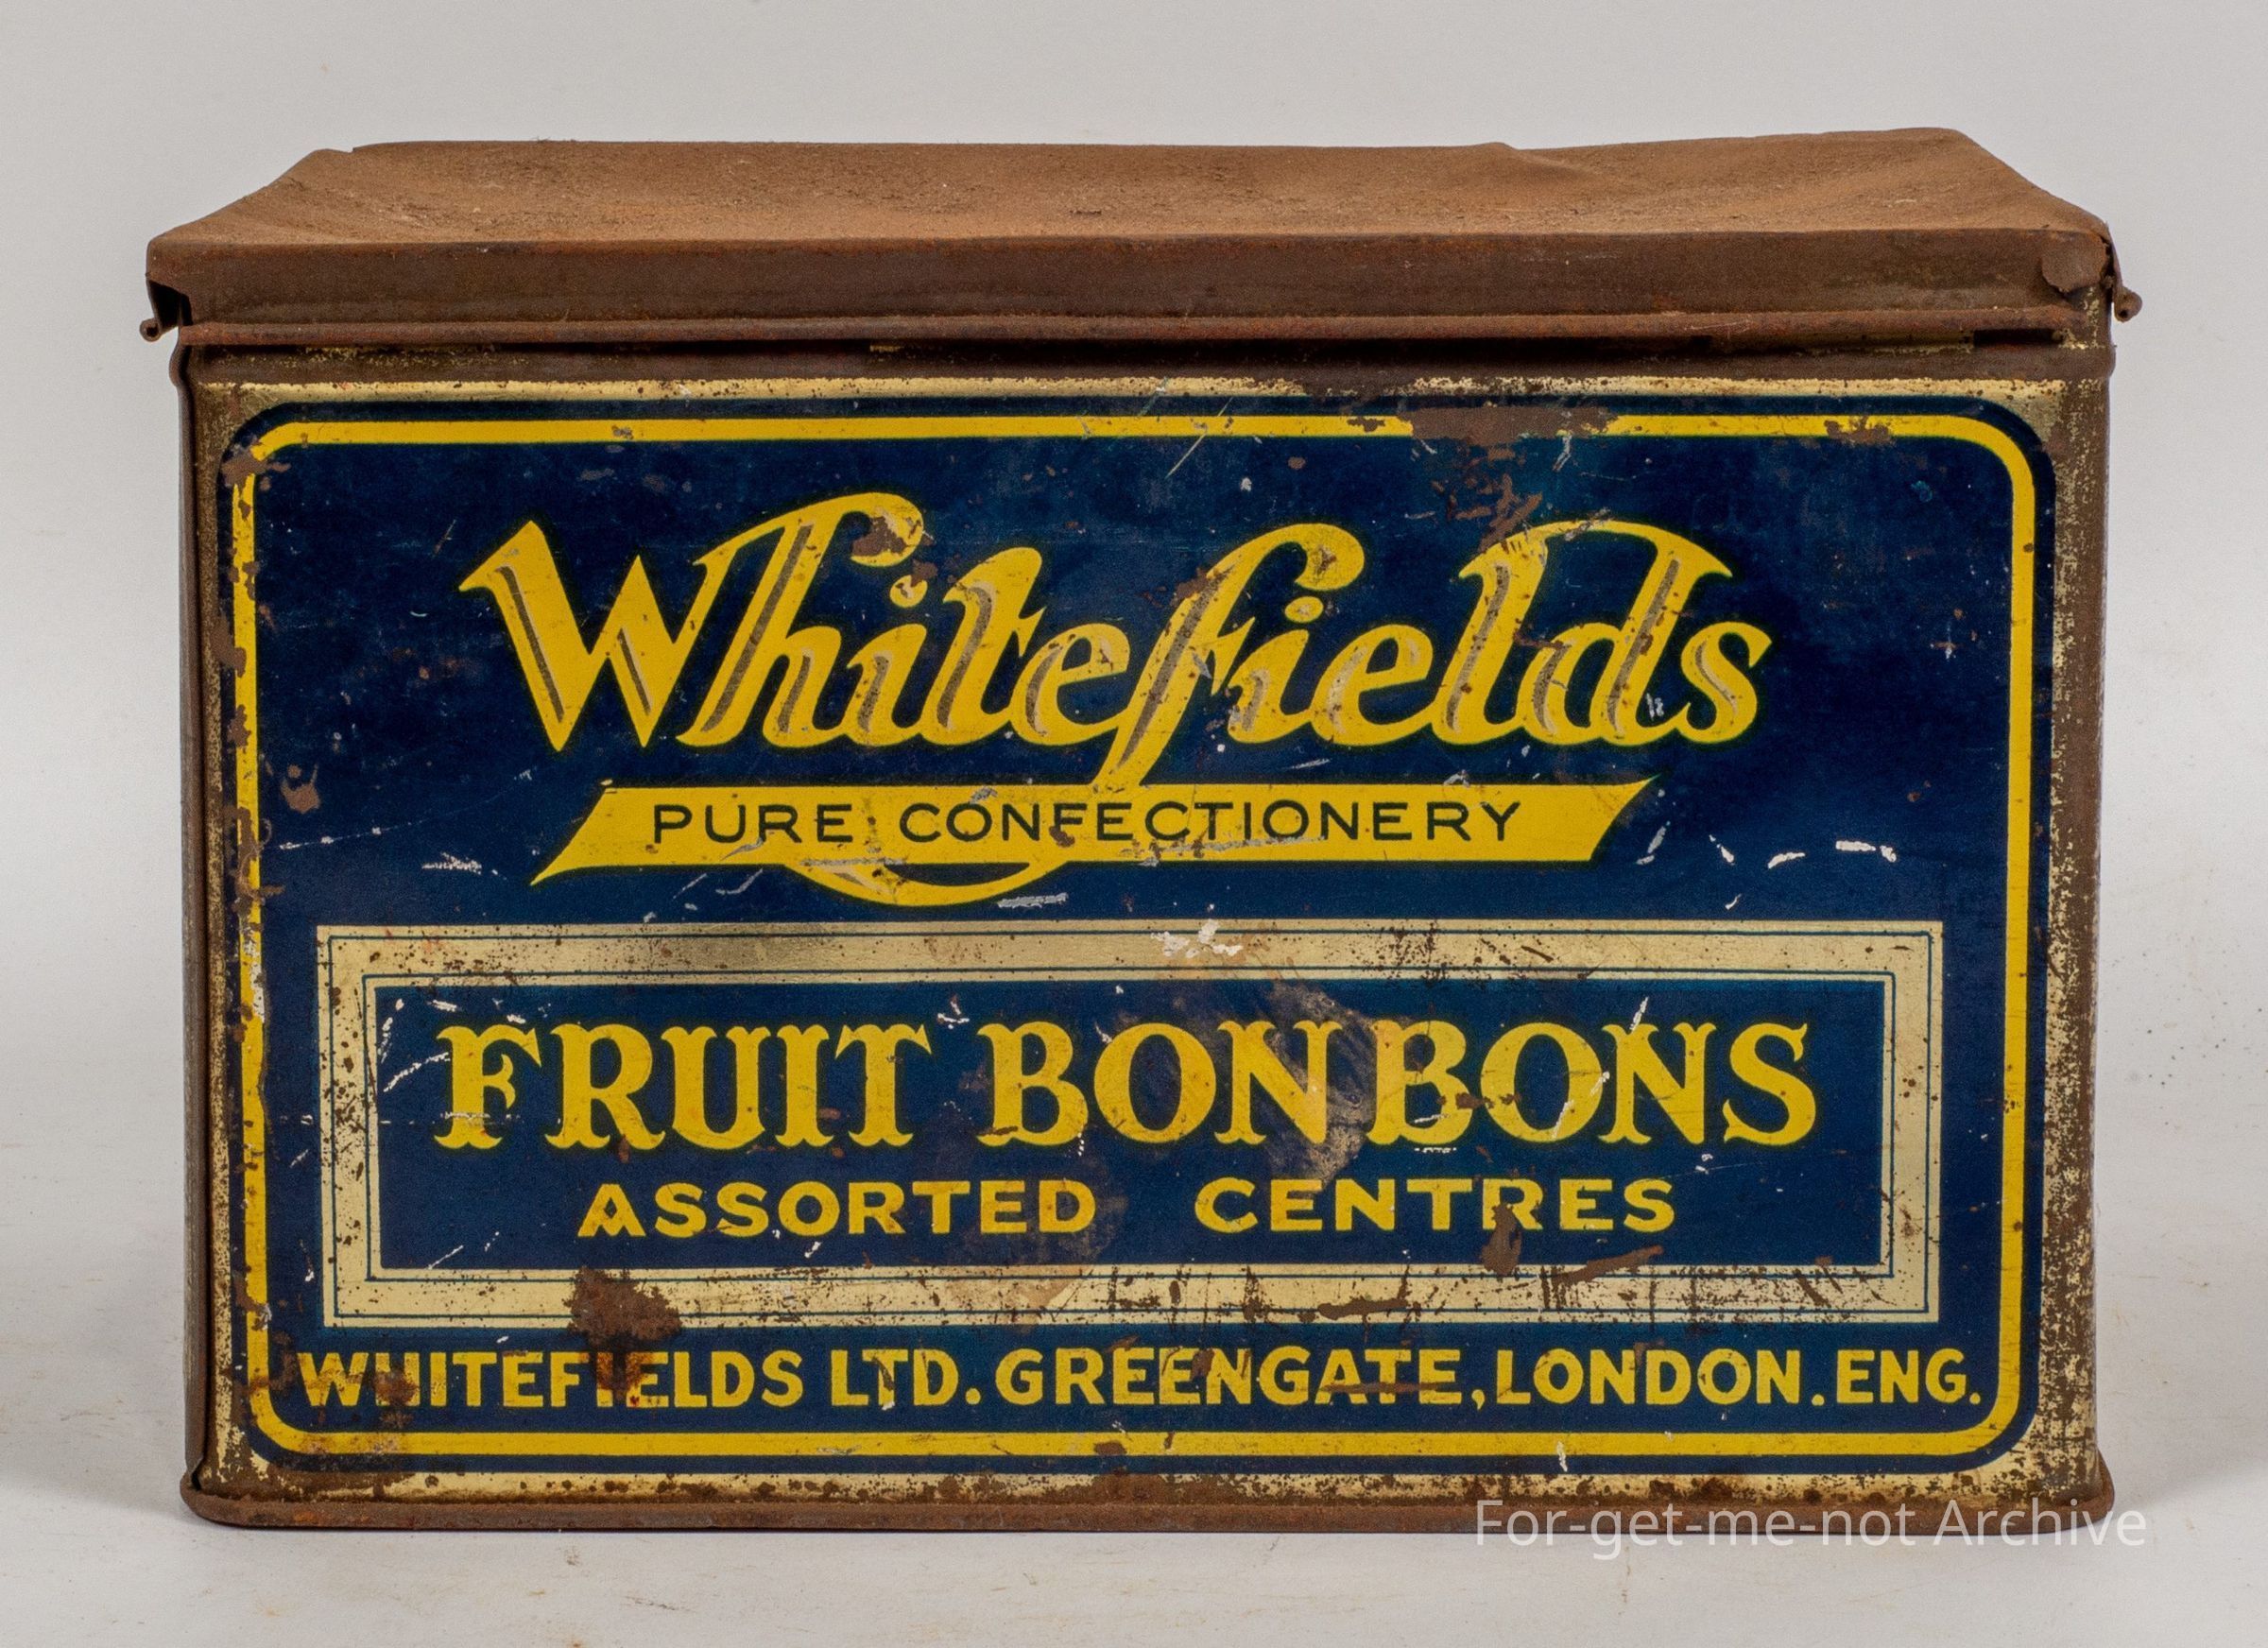 Whitefields
PURE CONFECTIONERY
FRUIT BON BONS
ASSORTED CENTRES
WHITEFIELDS LTD. GREENGATE, LONDON. ENG.
For-get-me-not Archive